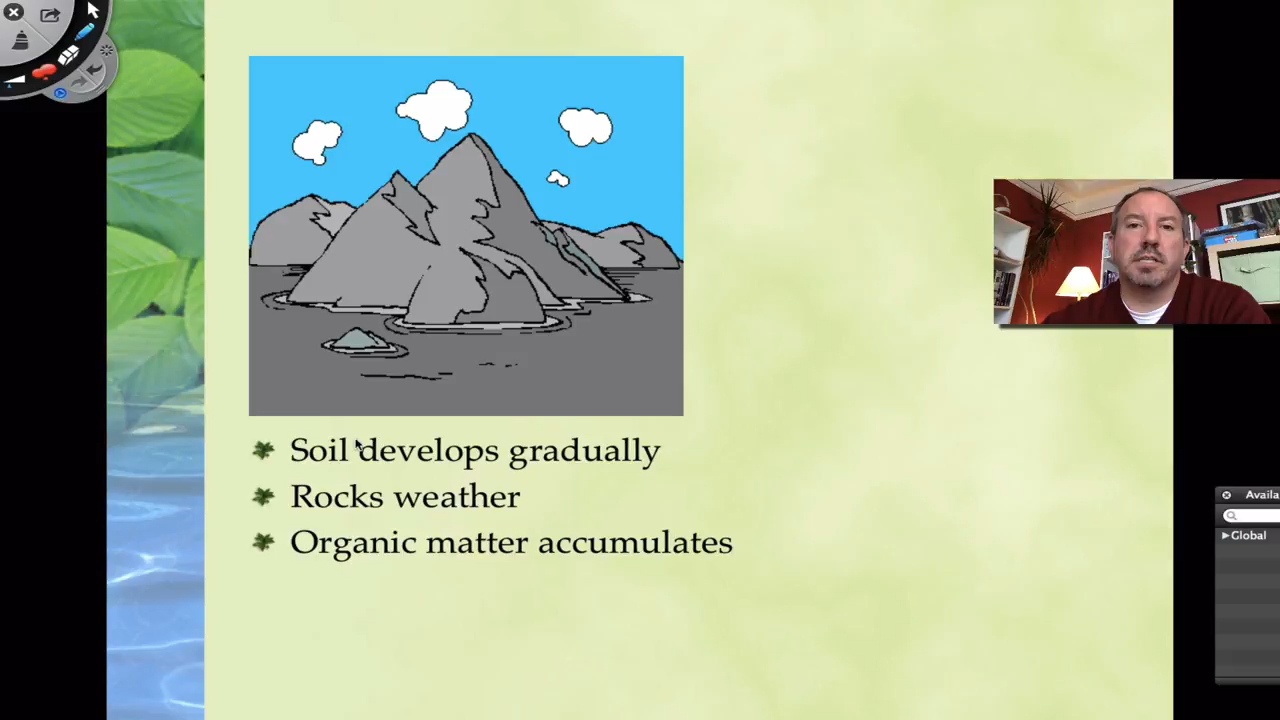 Soil develops gradually
Rocks weather
Organic matter accumulates
Availa
Global